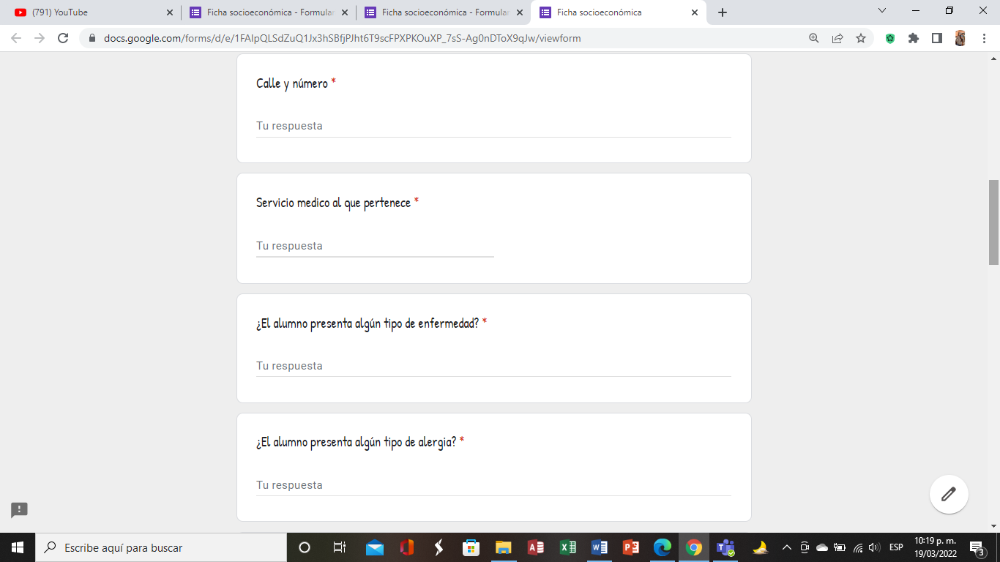 (791) YouTube
Ficha socioeconómica - Formular
Ficha socioeconómica - Formular
Ficha socioeconómica
docs.google.com/forms/d/e/1FAIpQLSdZuQ1Jx3hSBfjPJht6T9scFPXPKOuXP_7sS-Ag0nDToX9qJw/viewform
Calle y número *
Tu respuesta
Servicio medico al que pertenece *
Tu respuesta
¿El alumno presenta algún tipo de enfermedad? *
Tu respuesta
¿El alumno presenta algún tipo de alergia? *
Tu respuesta
Escribe aquí para buscar
ESP
10:19 p. m.
19/03/2022
3